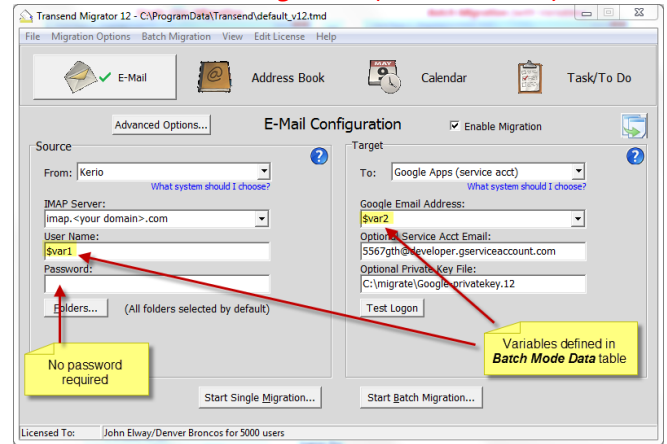 Transend Migrator 12 - C:\ProgramData\Transend\default_v12.tmd
File Migration Options Batch Migration View Edit License Help
E-Mail
Address Book
Calendar
Task/To Do
Advanced Options...
E-Mail Configuration
Enable Migration
Source
From: Kerio
What system should I choose?
IMAP Server:
imap.<your domain>.com
User Name:
$var1
Password:
Folders... (All folders selected by default)
Target
To: Google Apps (service acct)
What system should I choose?
Google Email Address:
$var2
Optional Service Acct Email:
5567gth@developer.gserviceaccount.com
Optional Private Key File:
C:\migrate\Google-privatekey.12
Test Logon
No password
required
Variables defined in
Batch Mode Data table
Start Single Migration...
Start Batch Migration...
Licensed To: John Elway/Denver Broncos for 5000 users